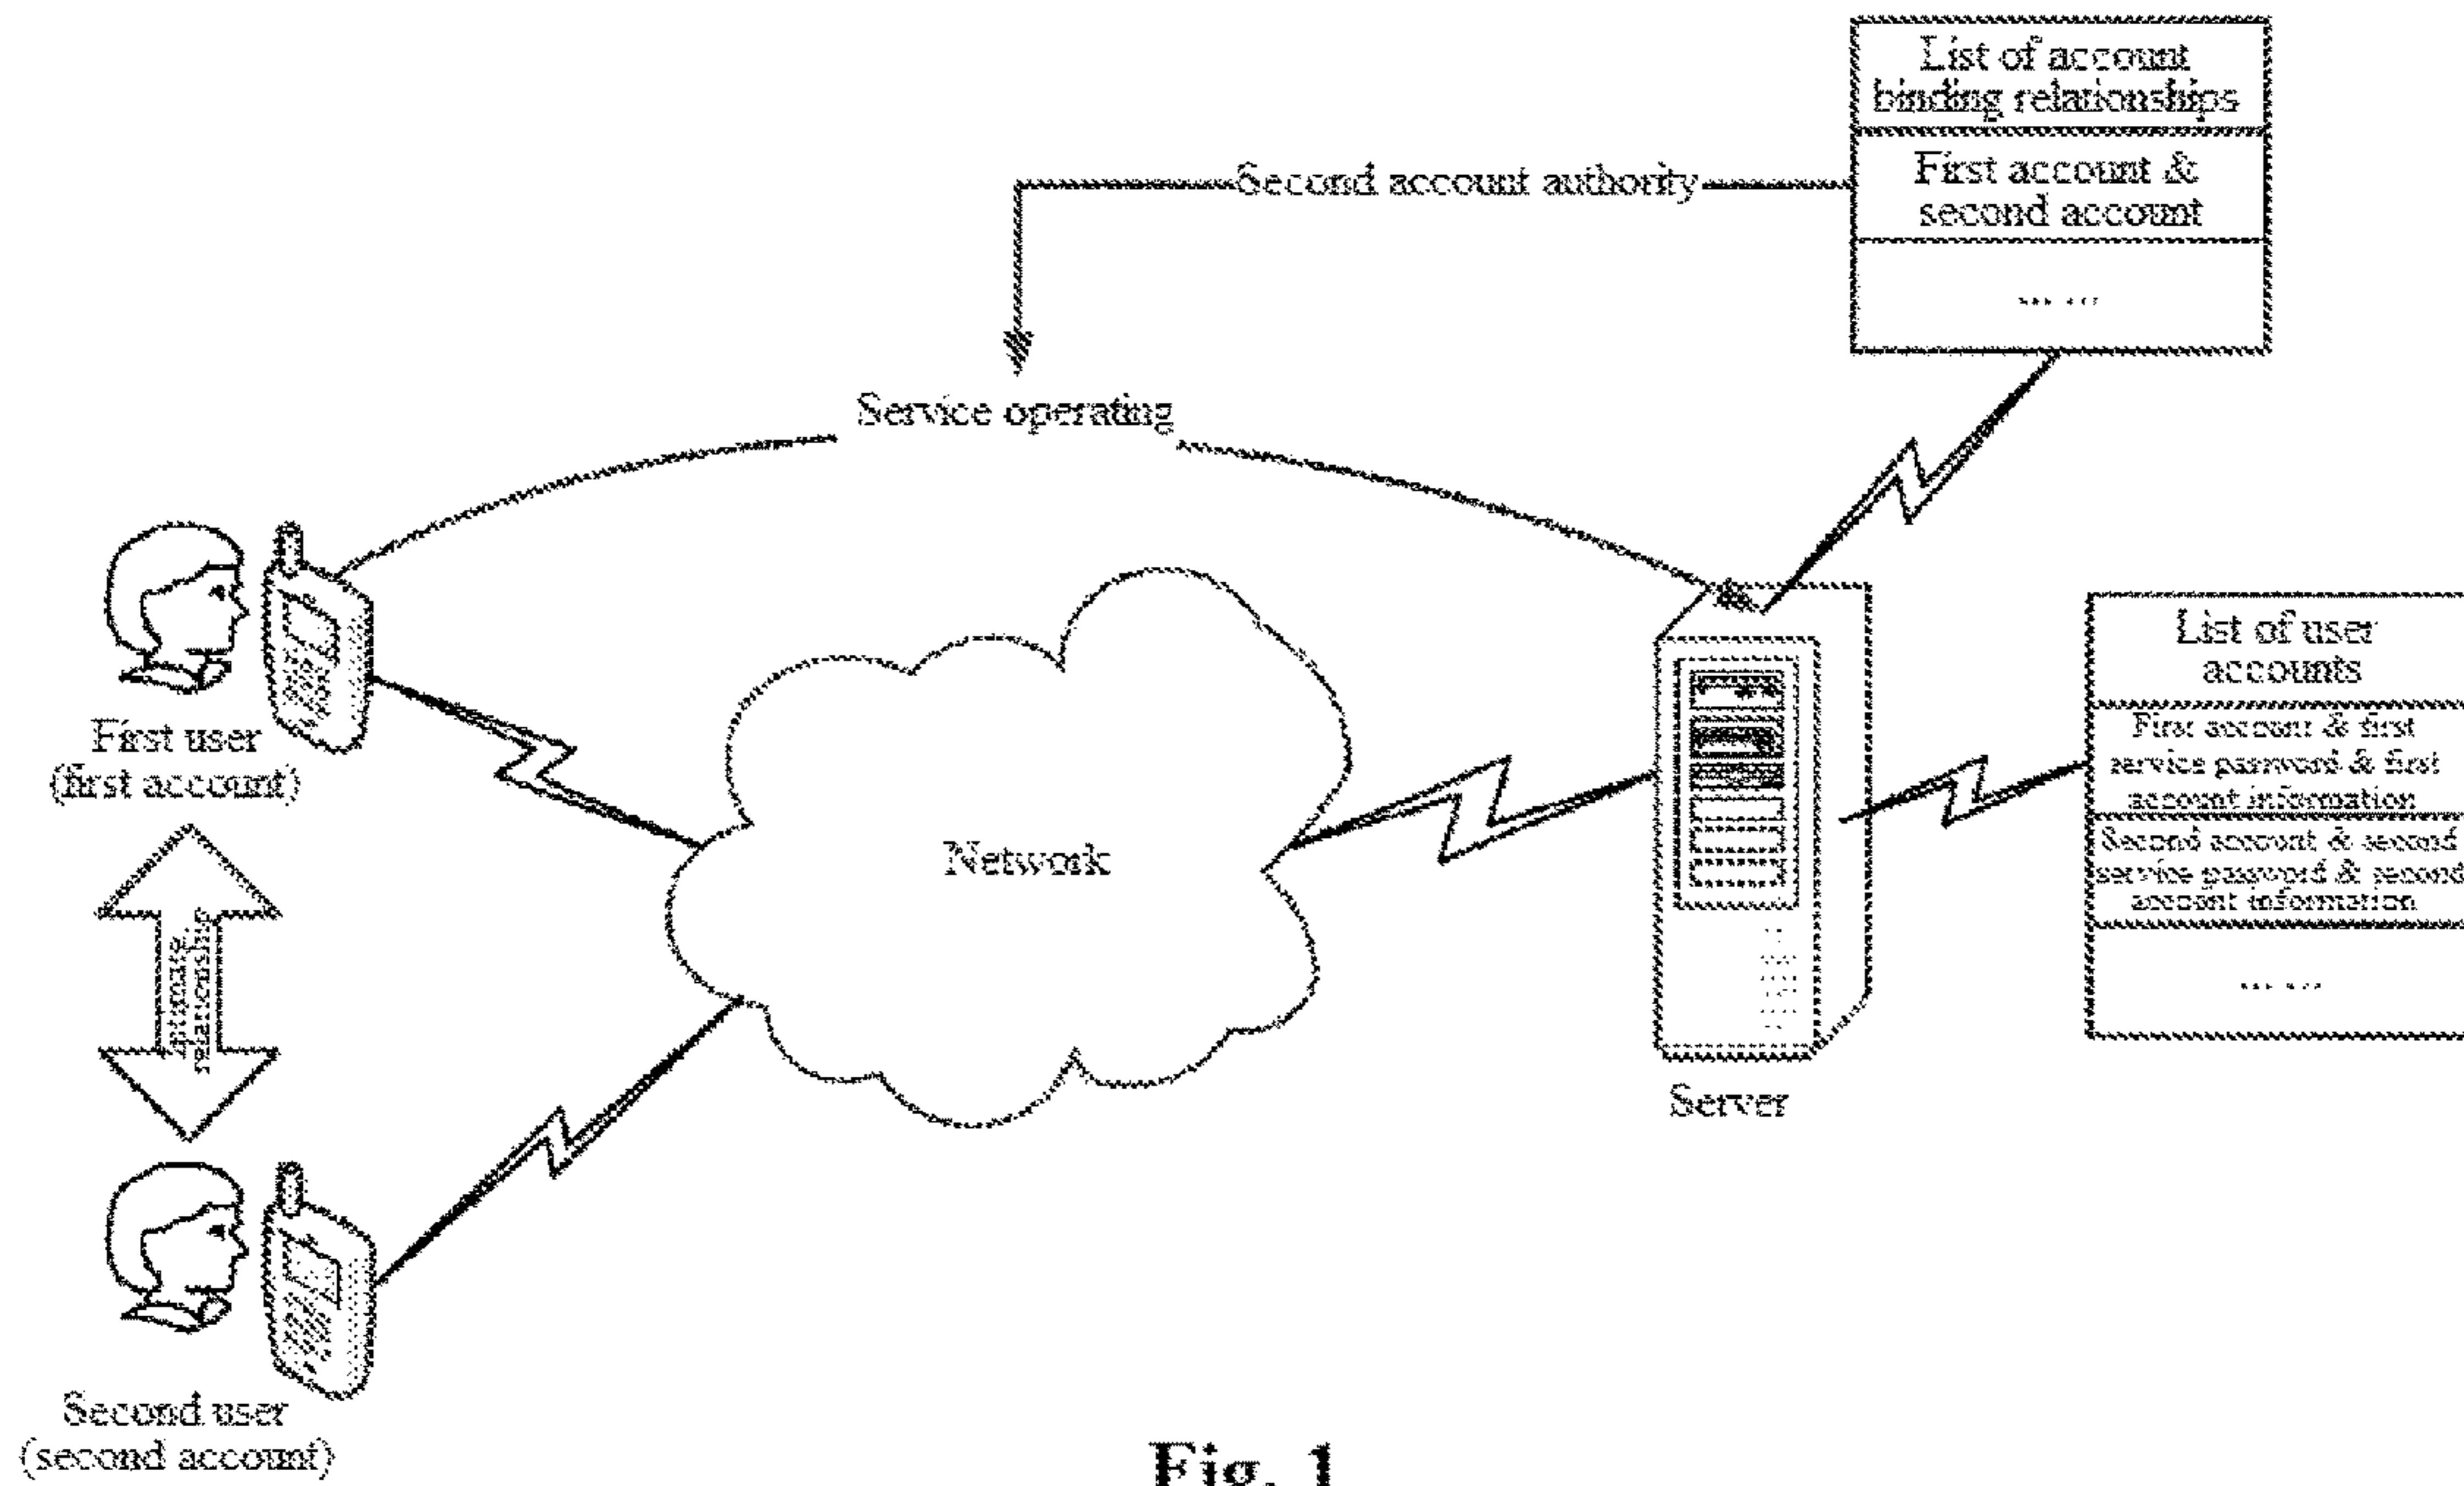 List of account
binding relationships
First account &
second account
... ...
Second account authority
Service operating
First user
(first account)
Intimate
relationship
Second user
(second account)
Network
Server
List of user
accounts
First account & first
service password & first
account information
Second account & second
service password & second
account information
... ...
Fig. 1